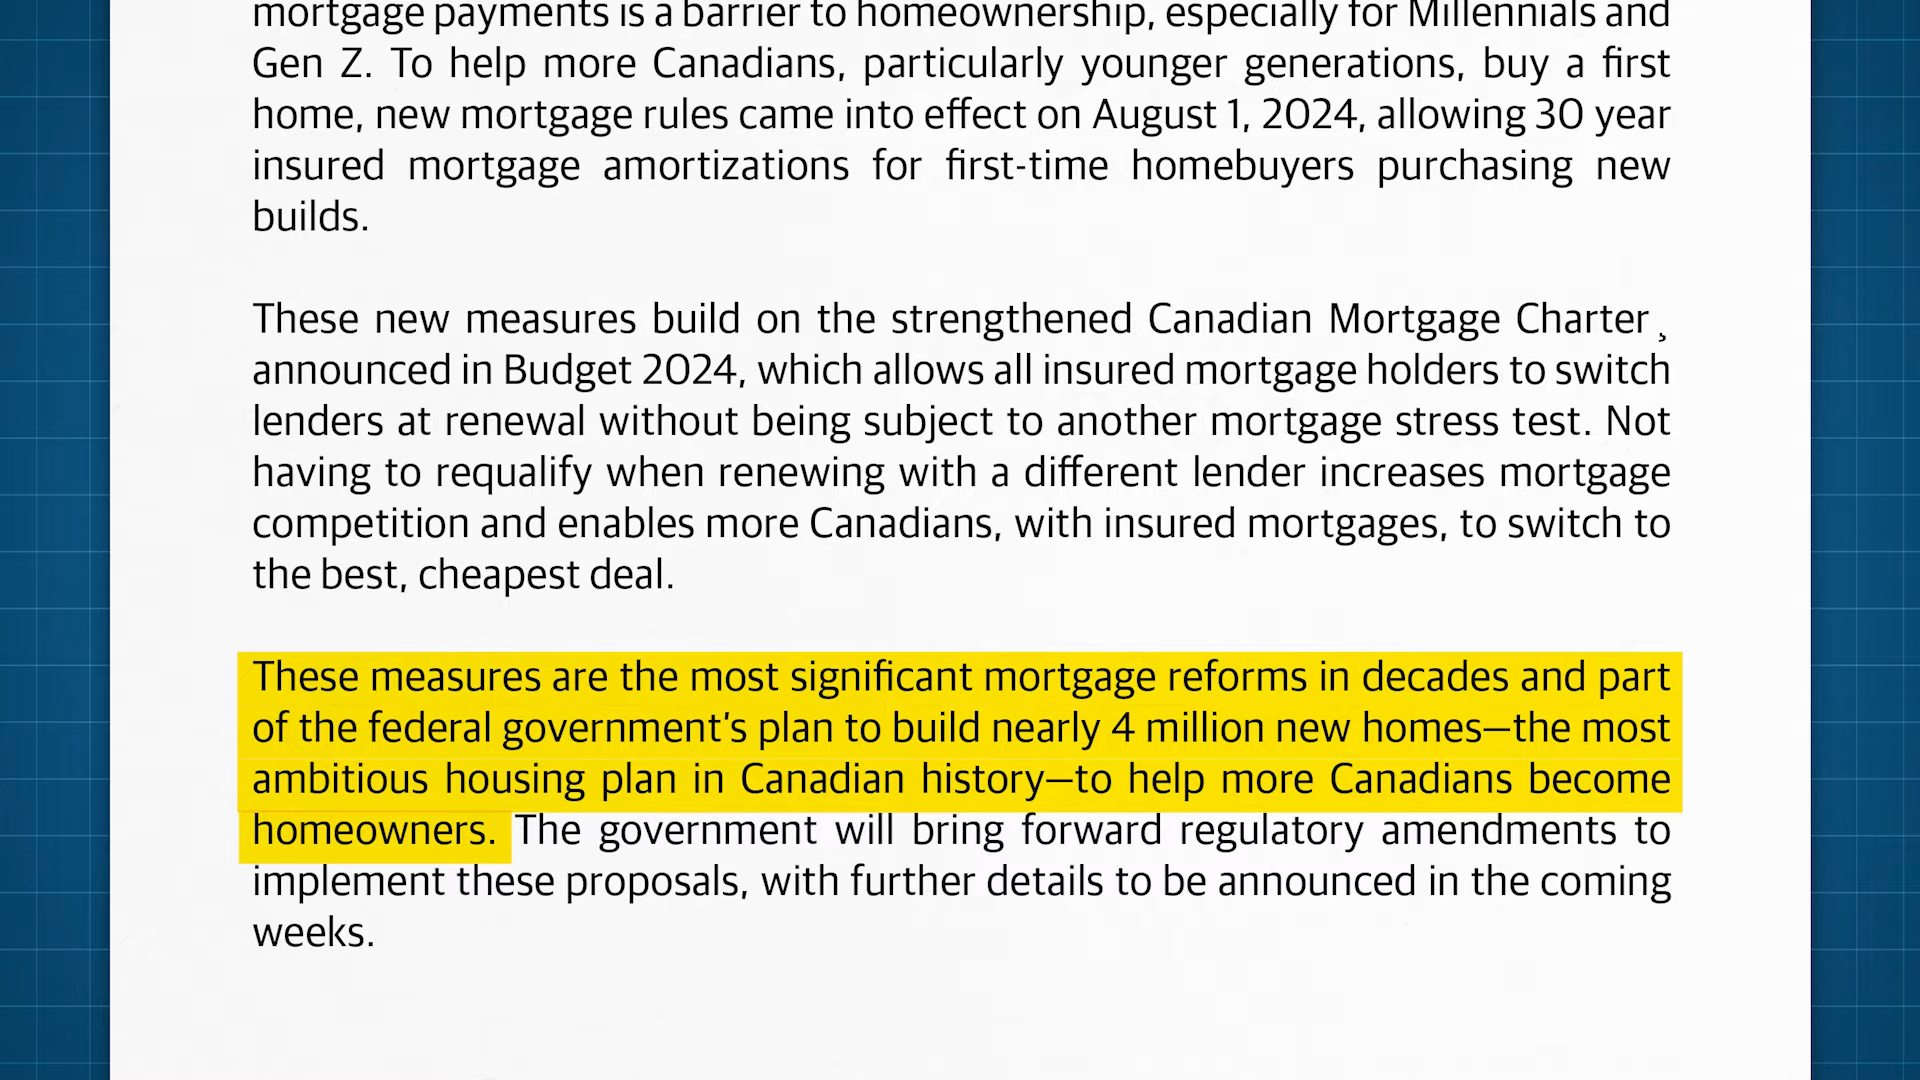 mortgage payments is a barrier to homeownership, especially for Millennials and
Gen Z. To help more Canadians, particularly younger generations, buy a first
home, new mortgage rules came into effect on August 1, 2024, allowing 30 year
insured mortgage amortizations for first-time homebuyers purchasing new
builds.
These new measures build on the strengthened Canadian Mortgage Charter,
announced in Budget 2024, which allows all insured mortgage holders to switch
lenders at renewal without being subject to another mortgage stress test. Not
having to requalify when renewing with a different lender increases mortgage
competition and enables more Canadians, with insured mortgages, to switch to
the best, cheapest deal.
These measures are the most significant mortgage reforms in decades and part
of the federal government's plan to build nearly 4 million new homes—the most
ambitious housing plan in Canadian history—to help more Canadians become
homeowners. The government will bring forward regulatory amendments to
implement these proposals, with further details to be announced in the coming
weeks.